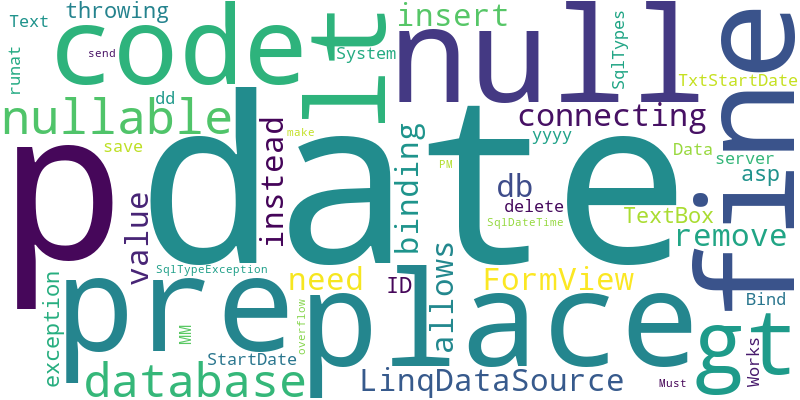 Text
throwing
code
lt
null
insert
System
SqlTypes
fine
TxtStartDate
runat
send
dd
nullable
save
instead
make
p
date
binding
PM
connecting
yyyy
db
delete
SqlDateTime
TextBox
Data
server
asp
remove
value
SqlTypeException
need
ID
allows
FormView
exception
pre
MM
overflow
place
StartDate
database
LinqDataSource
Must
gt
Works
Bind